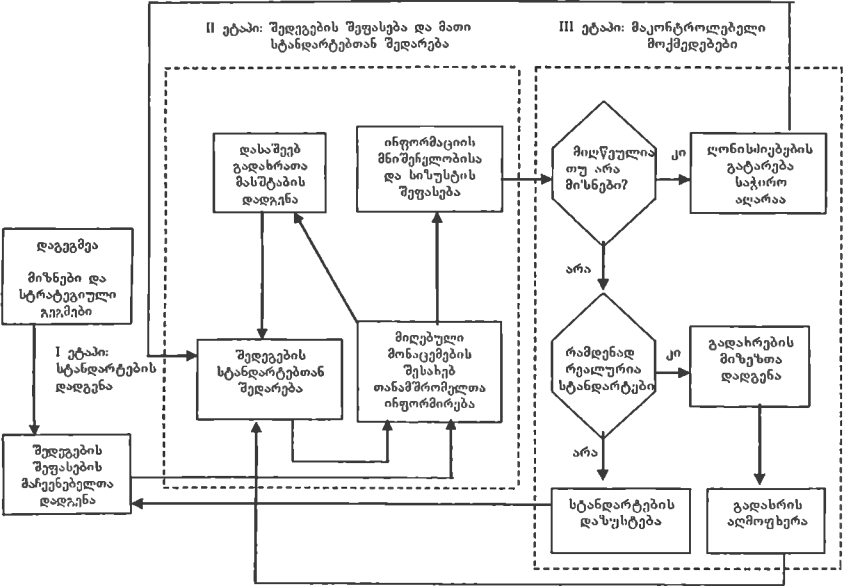 II ეტაპი: შედეგების შეფასება და მათი
სტანდარტებთან შედარება
III ეტაპი: მაკონტროლებელი
მოქმედებები
დასაშვებ
გადახრათა
მასშტაბის
დადგენა
ინფორმაციის
მნიშვნელობისა
და სიზუსტის
შეფასება
მიღწეულია
თუ არა
მიზნები?
კი
ღონისძიებების
გატარება
საჭირო
აღარაა
დაგეგმვა
მიზნები და
სტრატეგიული
გეგმები
არა
I ეტაპი:
სტანდარტების
დადგენა
შედეგების
სტანდარტებთან
შედარება
მიღებული
მონაცემების
შესახებ
თანამშრომელთა
ინფორმირება
რამდენად
რეალურია
სტანდარტები
კი
გადახრების
მიზეზთა
დადგენა
შედეგების
შეფასების
მაჩვენებელთა
დადგენა
არა
სტანდარტების
დაზუსტება
გადახრის
აღმოფხვრა